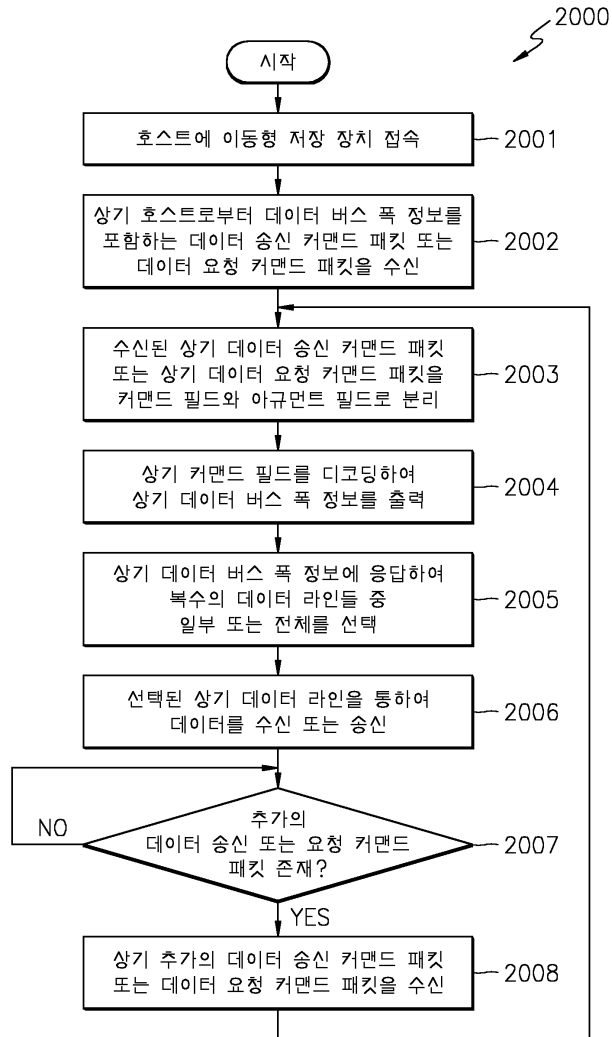 2000
시작
호스트에 이동형 저장 장치 접속
2001
상기 호스트로부터 데이터 버스 폭 정보를
포함하는 데이터 송신 커맨드 패킷 또는
데이터 요청 커맨드 패킷을 수신
2002
수신된 상기 데이터 송신 커맨드 패킷
또는 상기 데이터 요청 커맨드 패킷을
커맨드 필드와 아규먼트 필드로 분리
2003
상기 커맨드 필드를 디코딩하여
상기 데이터 버스 폭 정보를 출력
2004
상기 데이터 버스 폭 정보에 응답하여
복수의 데이터 라인들 중
일부 또는 전체를 선택
2005
선택된 상기 데이터 라인을 통하여
데이터를 수신 또는 송신
2006
추가의
데이터 송신 또는 요청 커맨드
패킷 존재?
2007
NO
YES
상기 추가의 데이터 송신 커맨드 패킷
또는 데이터 요청 커맨드 패킷을 수신
2008